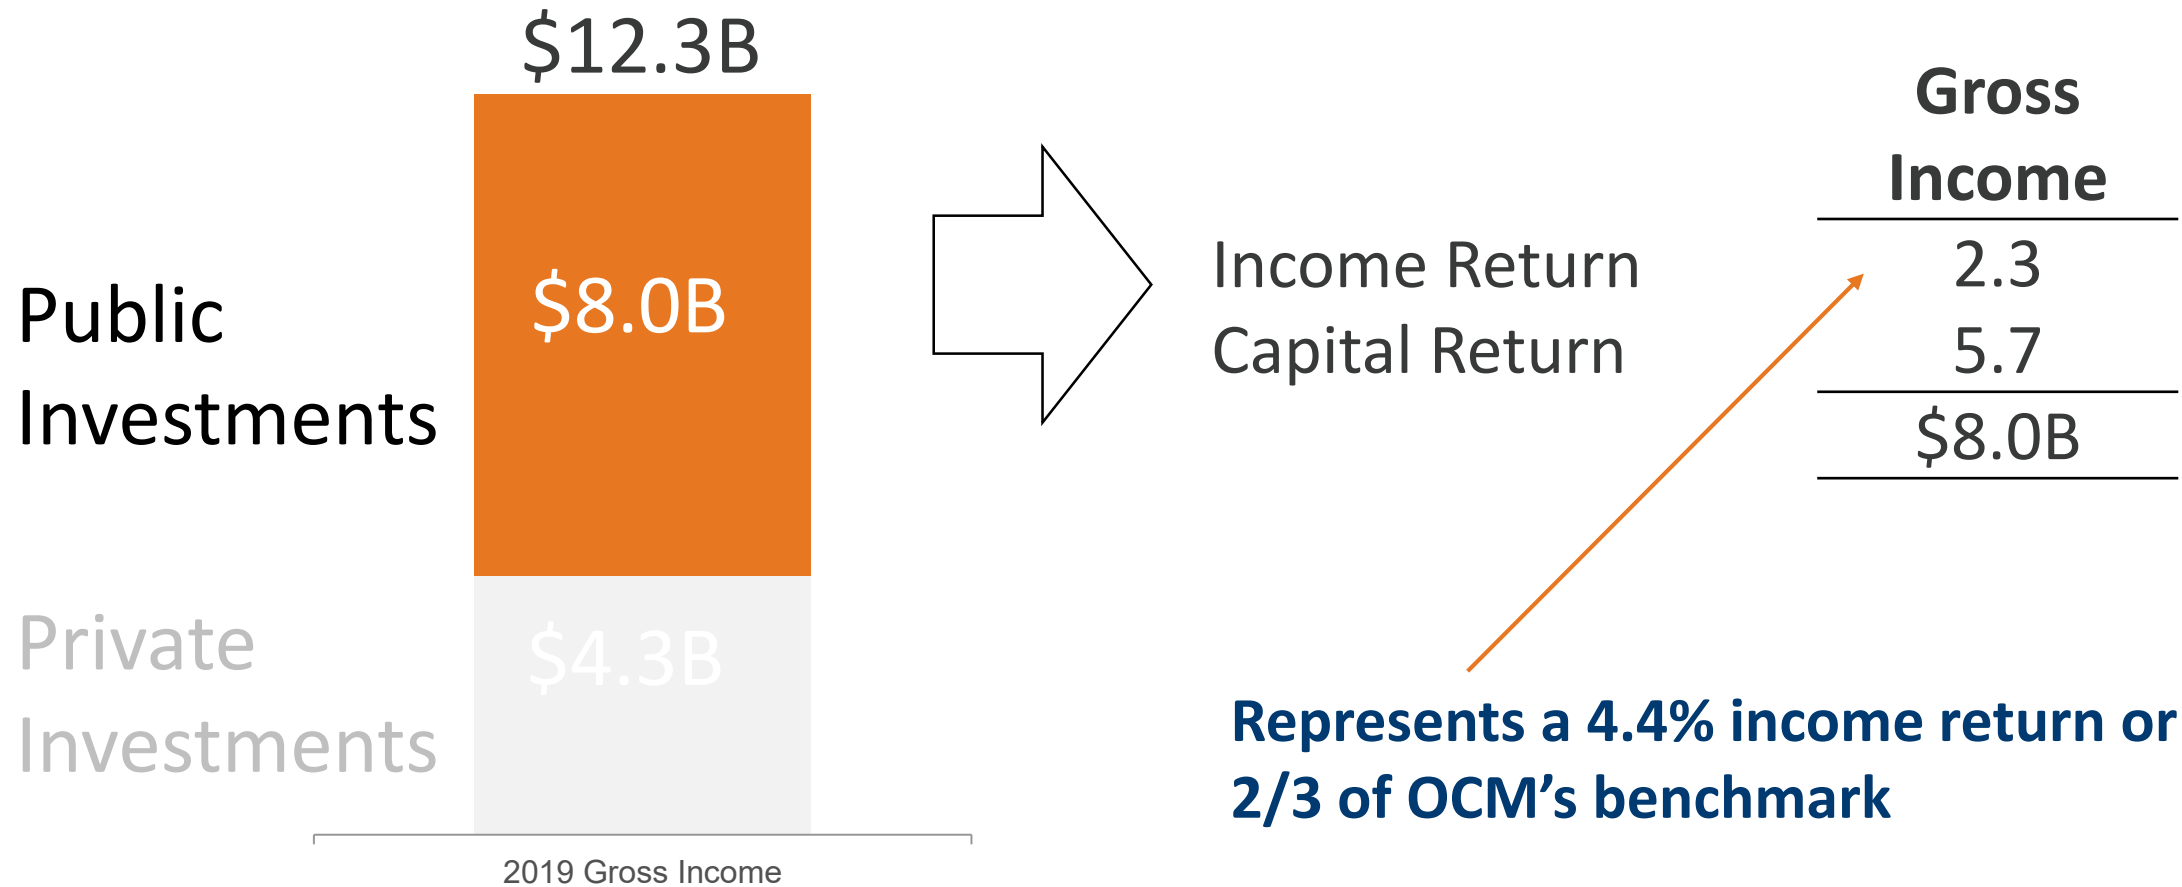 $12.3B
Public
Investments
$8.0B
Private
Investments
$4.3B
2019 Gross Income
Gross
Income
Income Return 2.3
Capital Return 5.7
$8.0B
Represents a 4.4% income return or
2/3 of OCM’s benchmark